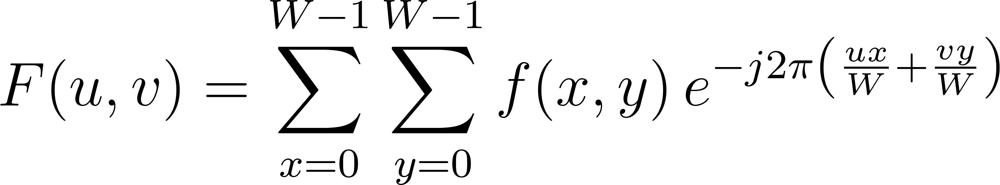 F(u, v) = \sum_{x=0}^{W-1} \sum_{y=0}^{W-1} f(x, y) e^{-j2\pi\left(\frac{ux}{W}+\frac{vy}{W}\right)}